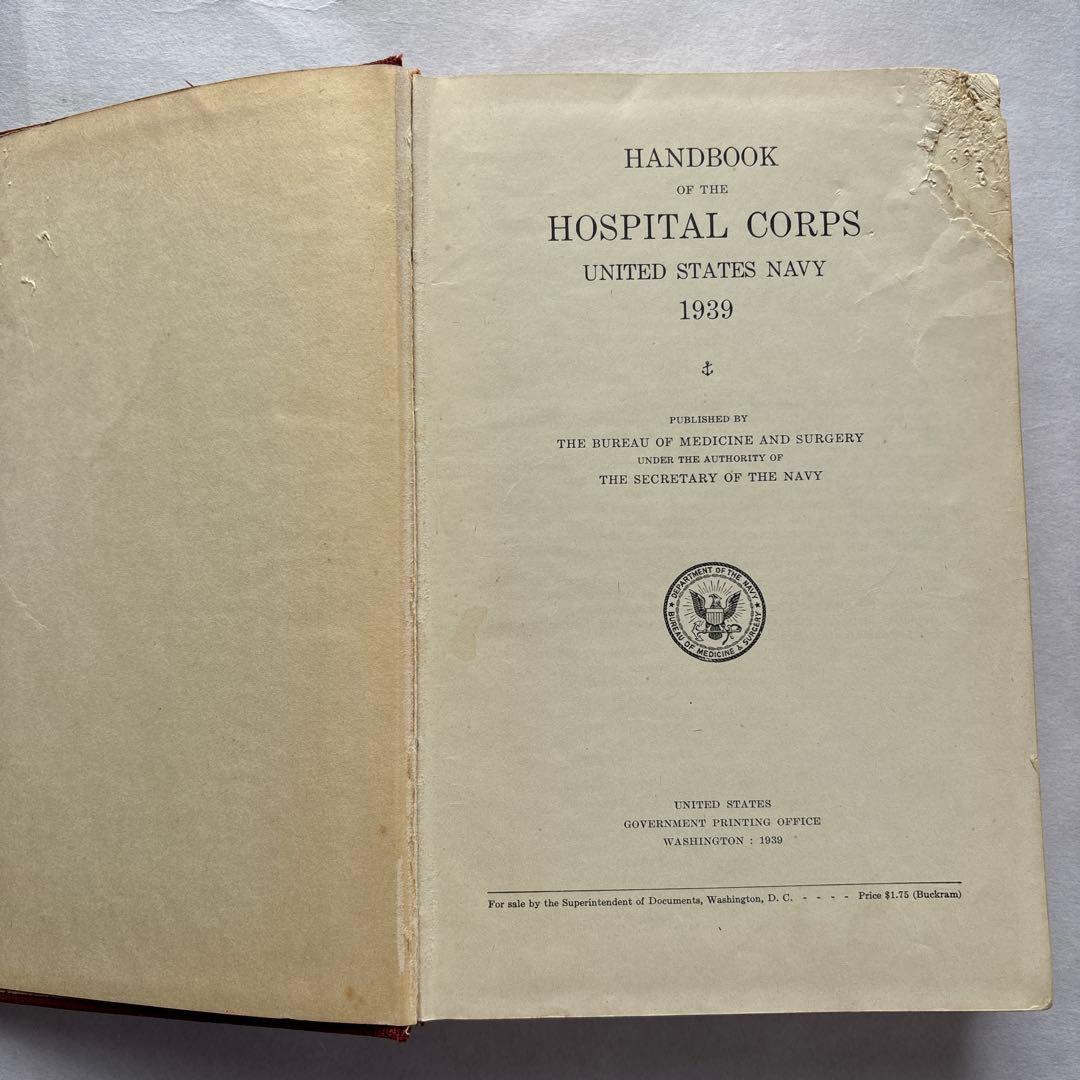 HANDBOOK
OF THE
HOSPITAL CORPS
UNITED STATES NAVY
1939
PUBLISHED BY
THE BUREAU OF MEDICINE AND SURGERY
UNDER THE AUTHORITY OF
THE SECRETARY OF THE NAVY
DEPARTMENT OF THE NAVY
BUREAU OF MEDICINE & SURGERY
UNITED STATES
GOVERNMENT PRINTING OFFICE
WASHINGTON : 1939
For sale by the Superintendent of Documents, Washington, D. C. - - - - Price $1.75 (Buckram)